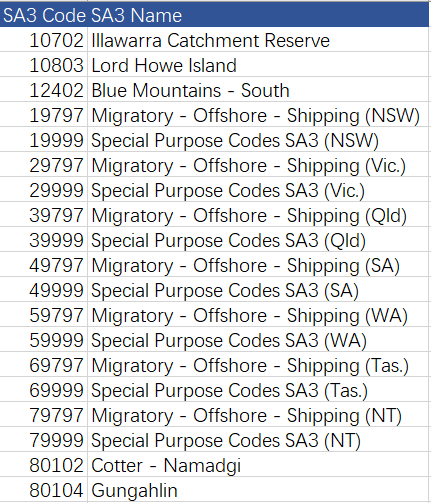 SA3 Code SA3 Name
10702 Illawarra Catchment Reserve
10803 Lord Howe Island
12402 Blue Mountains - South
19797 Migratory - Offshore - Shipping (NSW)
19999 Special Purpose Codes SA3 (NSW)
29797 Migratory - Offshore - Shipping (Vic.)
29999 Special Purpose Codes SA3 (Vic.)
39797 Migratory - Offshore - Shipping (Qld)
39999 Special Purpose Codes SA3 (Qld)
49797 Migratory - Offshore - Shipping (SA)
49999 Special Purpose Codes SA3 (SA)
59797 Migratory - Offshore - Shipping (WA)
59999 Special Purpose Codes SA3 (WA)
69797 Migratory - Offshore - Shipping (Tas.)
69999 Special Purpose Codes SA3 (Tas.)
79797 Migratory - Offshore - Shipping (NT)
79999 Special Purpose Codes SA3 (NT)
80102 Cotter - Namadgi
80104 Gungahlin